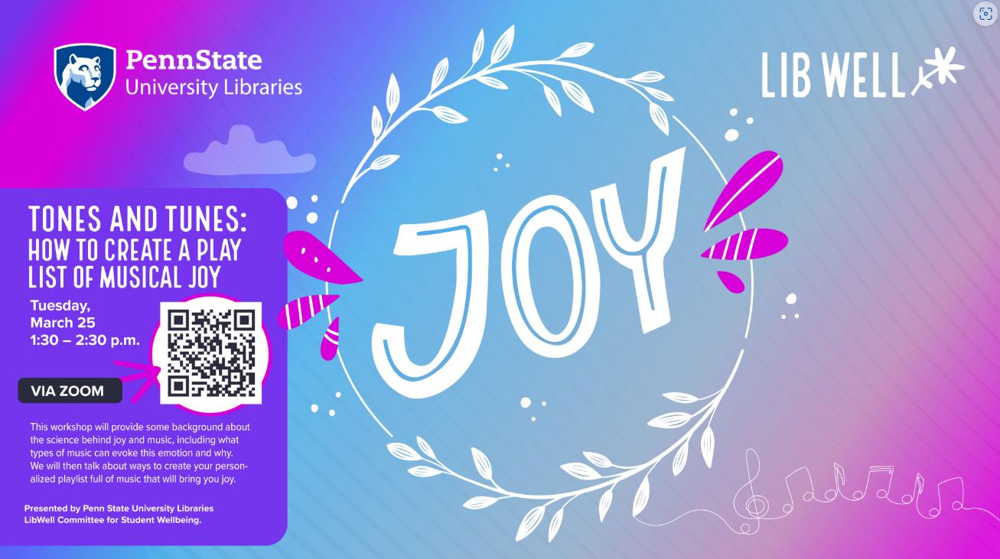 PennState
University Libraries
LIB WELL
JOY
TONES AND TUNES:
HOW TO CREATE A PLAY
LIST OF MUSICAL JOY
Tuesday,
March 25
1:30 – 2:30 p.m.
VIA ZOOM
This workshop will provide some background about
the science behind joy and music, including what
types of music can evoke this emotion and why.
We will then talk about ways to create your person-
alized playlist full of music that will bring you joy.
Presented by Penn State University Libraries
LibWell Committee for Student Wellbeing.